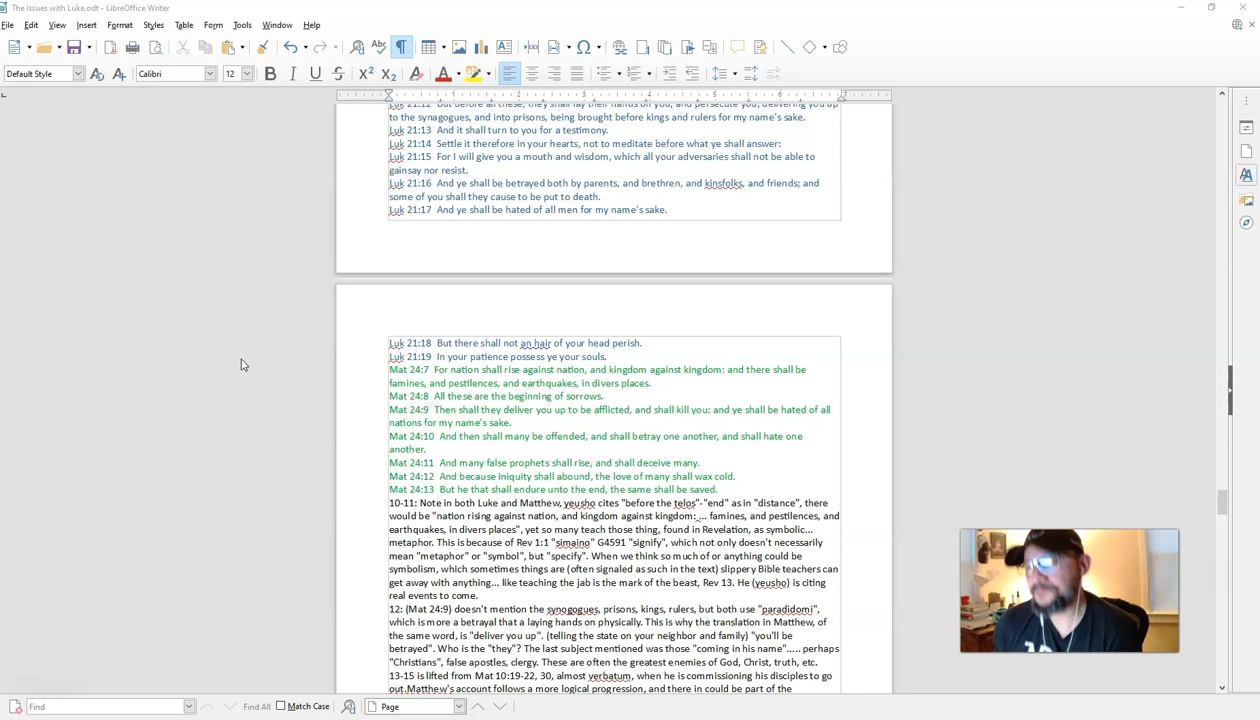 The Issues with Luke.odt - LibreOffice Writer
File Edit View Insert Format Styles Table Form Tools Window Help
Default Style Calibri 12
1 2 3 4 5 6 7
Luk 21:12 But before all these, they shall lay their hands on you, and persecute you, delivering you up
to the synagogues, and into prisons, being brought before kings and rulers for my name's sake.
Luk 21:13 And it shall turn to you for a testimony.
Luk 21:14 Settle it therefore in your hearts, not to meditate before what ye shall answer:
Luk 21:15 For I will give you a mouth and wisdom, which all your adversaries shall not be able to
gainsay nor resist.
Luk 21:16 And ye shall be betrayed both by parents, and brethren, and kinsfolks, and friends; and
some of you shall they cause to be put to death.
Luk 21:17 And ye shall be hated of all men for my name's sake.
Luk 21:18 But there shall not an hair of your head perish.
Luk 21:19 In your patience possess ye your souls.
Mat 24:7 For nation shall rise against nation, and kingdom against kingdom: and there shall be
famines, and pestilences, and earthquakes, in divers places.
Mat 24:8 All these are the beginning of sorrows.
Mat 24:9 Then shall they deliver you up to be afflicted, and shall kill you: and ye shall be hated of all
nations for my name's sake.
Mat 24:10 And then shall many be offended, and shall betray one another, and shall hate one
another.
Mat 24:11 And many false prophets shall rise, and shall deceive many.
Mat 24:12 And because iniquity shall abound, the love of many shall wax cold.
Mat 24:13 But he that shall endure unto the end, the same shall be saved.
10-11: Note in both Luke and Matthew, yeusho cites "before the telos"-"end" as in "distance", there
would be "nation rising against nation, and kingdom against kingdom:... famines, and pestilences, and
earthquakes, in divers places", yet so many teach those thing, found in Revelation, as symbolic...
metaphor. This is because of Rev 1:1 "simaino" G4591 "signify", which not only doesn't necessarily
mean "metaphor" or "symbol", but "specify". When we think so much of or anything could be
symbolism, which sometimes things are (often signaled as such in the text) slippery Bible teachers can
get away with anything... like teaching the jab is the mark of the beast, Rev 13. He (yeusho) is citing
real events to come.
12: (Mat 24:9) doesn't mention the synogogues, prisons, kings, rulers, but both use "paradidomi",
which is more a betrayal that a laying hands on physically. This is why the translation in Matthew, of
the same word, is "deliver you up". (telling the state on your neighbor and family) "you'll be
betrayed". Who is the "they"? The last subject mentioned was those "coming in his name"..... perhaps
"Christians", false apostles, clergy. These are often the greatest enemies of God, Christ, truth, etc.
13-15 is lifted from Mat 10:19-22, 30, almost verbatum, when he is commissioning his disciples to go
out.Matthew's account follows a more logical progression, and there in could be part of the
Find Find All Match Case Page